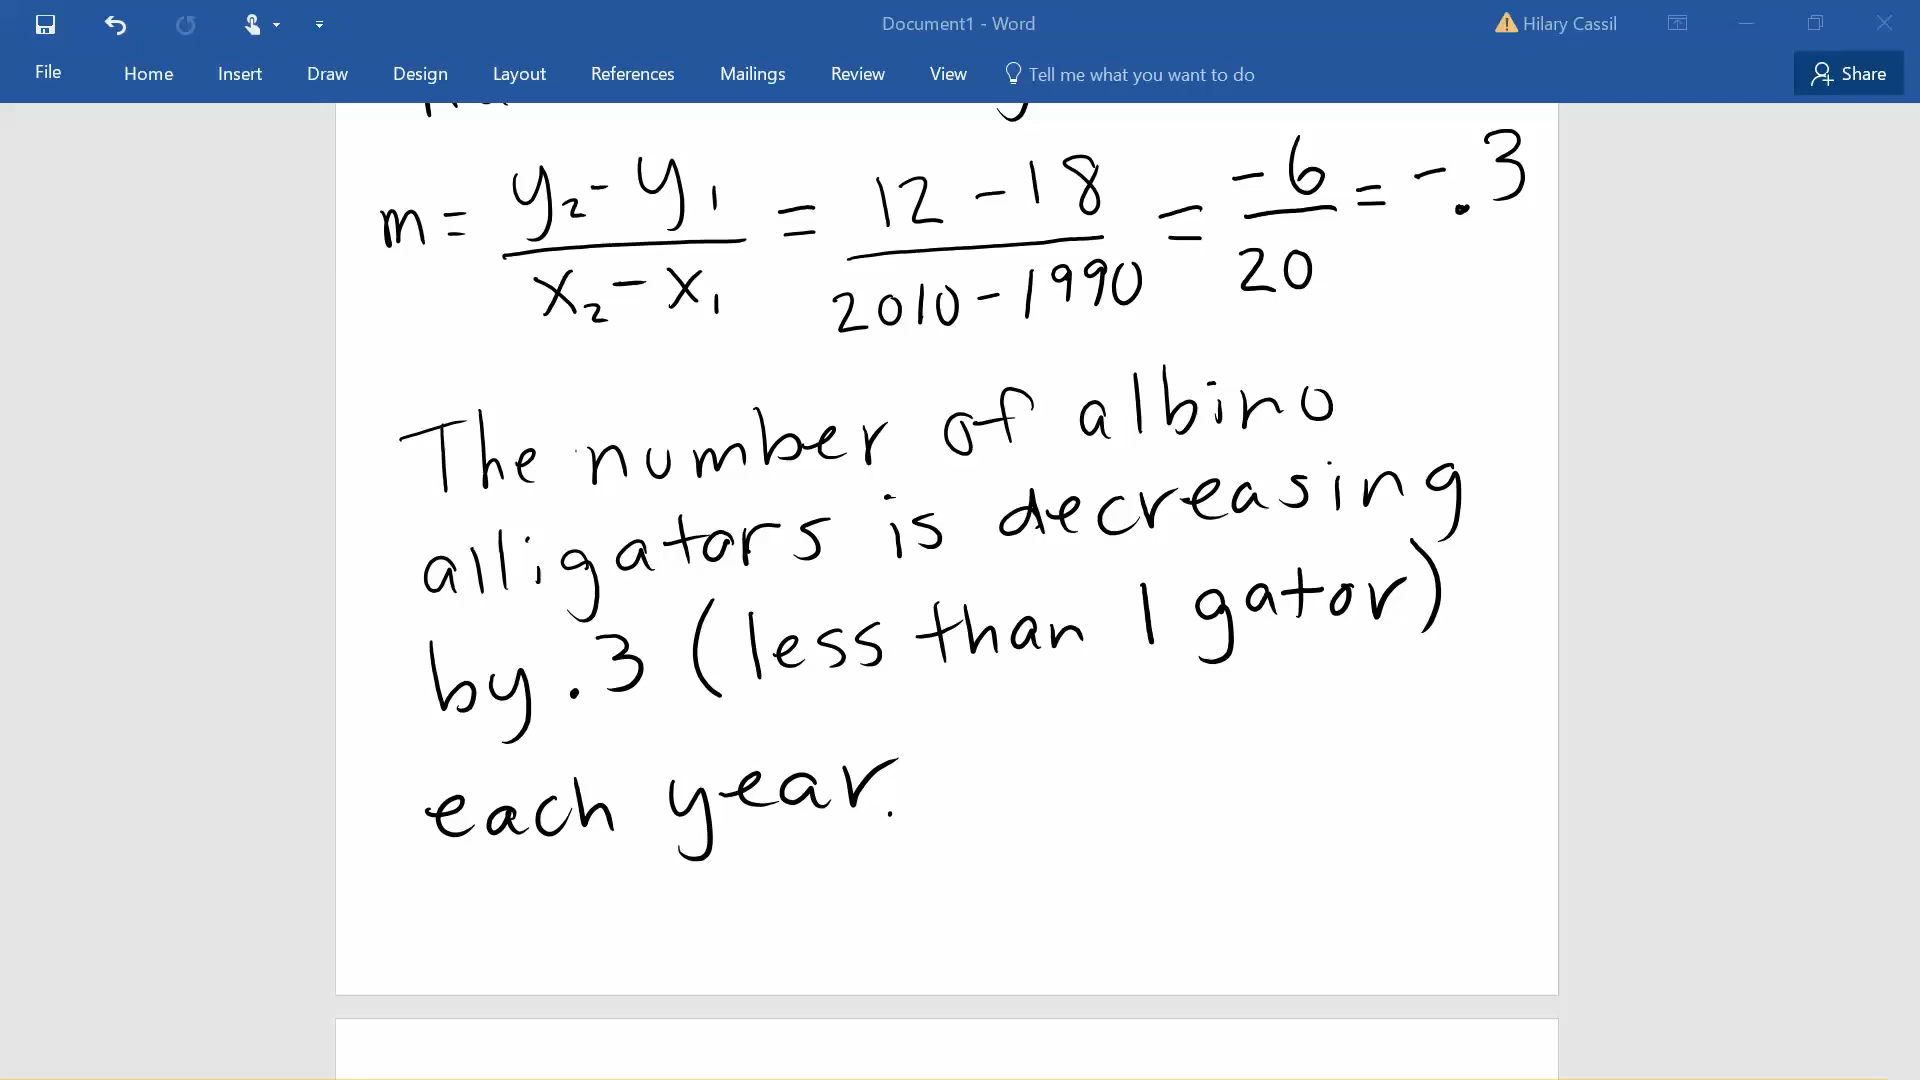 Document1 - Word
Hilary Cassil
File Home Insert Draw Design Layout References Mailings Review View Tell me what you want to do Share
m = y₂ - y₁ / x₂ - x₁ = 12 - 18 / 2010 - 1990 = -6 / 20 = -.3
The number of albino
alligators is decreasing
by .3 (less than 1 gator)
each year.